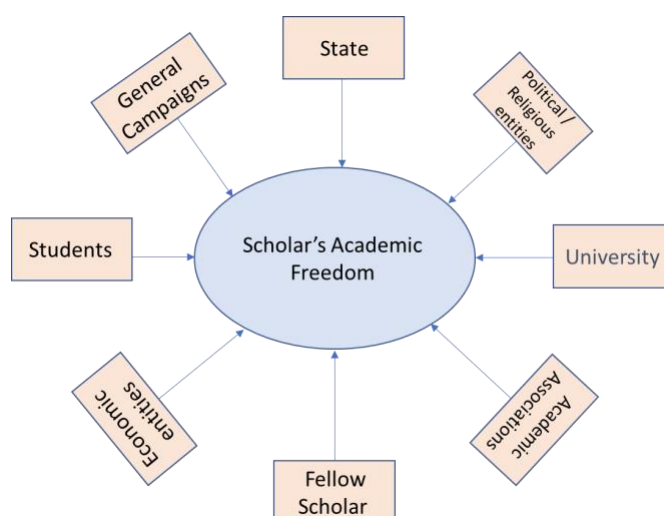 State
General
Campaigns
Political /
Religious
entities
Students
Scholar's Academic
Freedom
University
Economic
entities
Academic
Associations
Fellow
Scholar